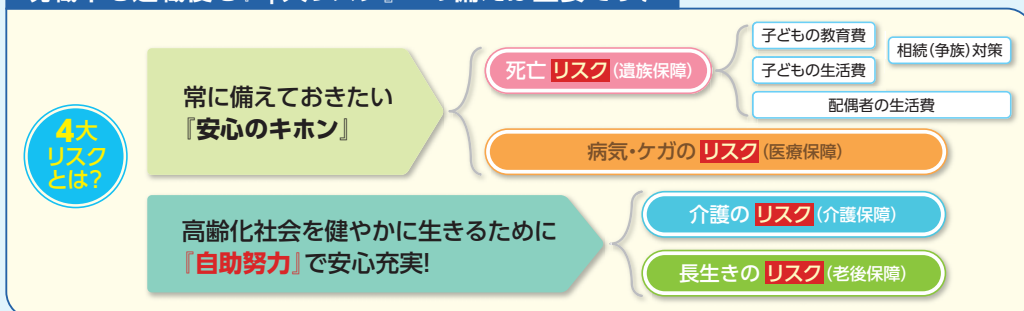 4大
リスク
とは?
常に備えておきたい
『安心のキホン』
死亡 リスク (遺族保障)
子どもの教育費
子どもの生活費
相続(争族)対策
配偶者の生活費
病気・ケガの リスク (医療保障)
高齢化社会を健やかに生きるために
『自助努力』で安心充実!
介護の リスク (介護保障)
長生きの リスク (老後保障)